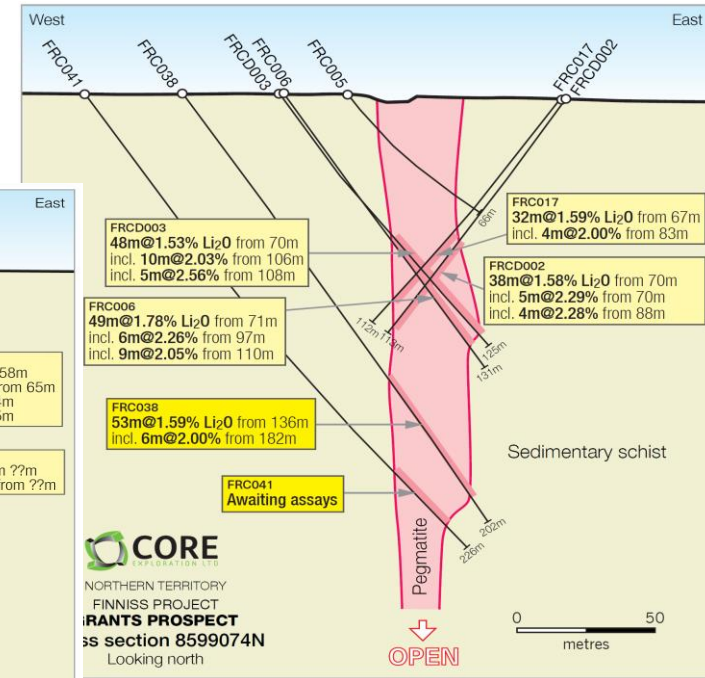 West
East
FRC041
FRC038
FRCD003
FRC006
FRC005
FRC017
FRCD002
66m
112m
113m
125m
131m
202m
226m
FRCD003
48m@1.53% Li₂O from 70m
incl. 10m@2.03% from 106m
incl. 5m@2.56% from 108m
FRC006
49m@1.78% Li₂O from 71m
incl. 6m@2.26% from 97m
incl. 9m@2.05% from 110m
FRC017
32m@1.59% Li₂O from 67m
incl. 4m@2.00% from 83m
FRCD002
38m@1.58% Li₂O from 70m
incl. 5m@2.29% from 70m
incl. 4m@2.28% from 88m
FRC038
53m@1.59% Li₂O from 136m
incl. 6m@2.00% from 182m
FRC041
Awaiting assays
Sedimentary schist
Pegmatite
OPEN
0 50
metres
CORE
EXPLORATION LTD
NORTHERN TERRITORY
FINNISS PROJECT
GRANTS PROSPECT
ss section 8599074N
Looking north
East
58m
from 65m
m ??m
from ??m